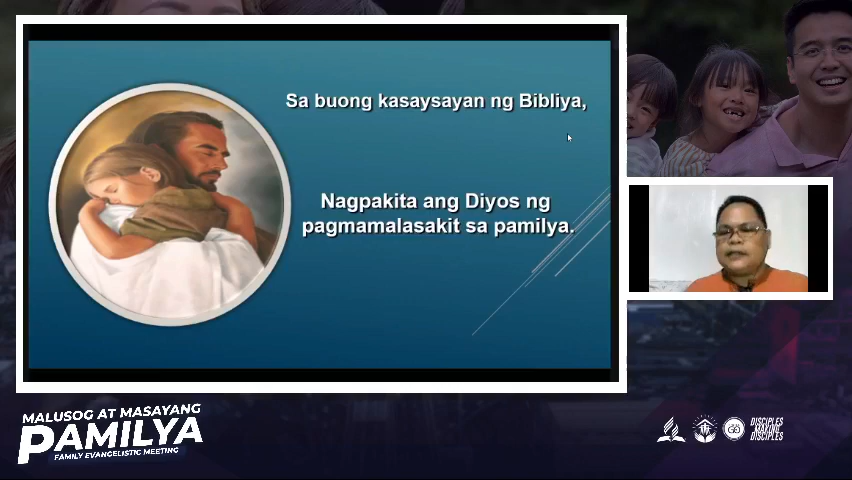 Sa buong kasaysayan ng Bibliya,
Nagpakita ang Diyos ng
pagmamalasakit sa pamilya.
MALUSOG AT MASAYANG
PAMILYA
FAMILY EVANGELISTIC MEETING
DISCIPLES
MAKING
DISCIPLES